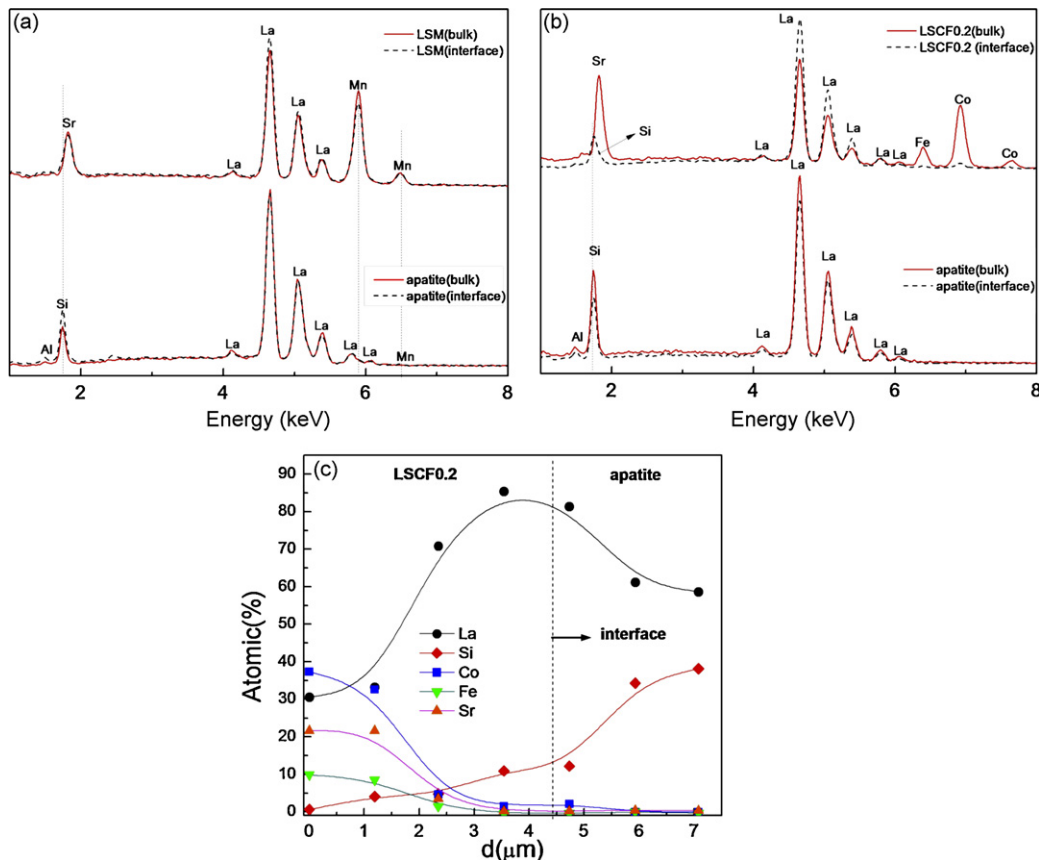 (a)
LSM(bulk)
LSM(interface)
La
Mn
Sr
La
La
La
Mn
La
apatite(bulk)
apatite(interface)
Si
La
Al
La
Mn
2 4 6 8
Energy (keV)
(b)
LSCF0.2(bulk)
LSCF0.2 (interface)
La
Sr
La
Co
Si
La
Fe
La
La
La
Co
La
Si
apatite(bulk)
apatite(interface)
La
La
Al
La
La
La
2 4 6 8
Energy (keV)
(c)
LSCF0.2
apatite
interface
La
Si
Co
Fe
Sr
90
80
70
60
50
40
30
20
10
0
Atomic(%)
0 1 2 3 4 5 6 7
d(μm)